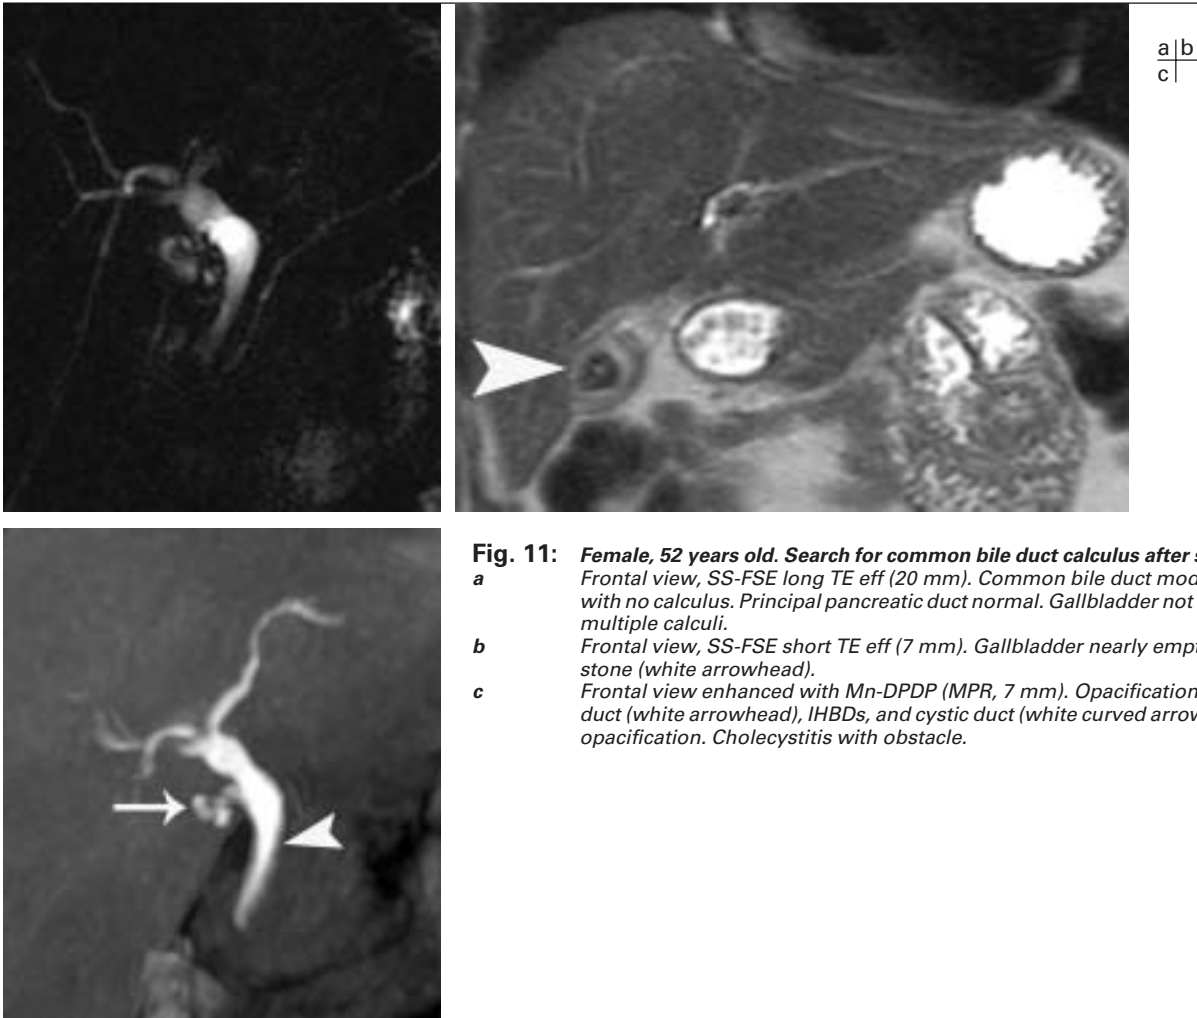 a b
c
Fig. 11: Female, 52 years old. Search for common bile duct calculus after
a Frontal view, SS-FSE long TE eff (20 mm). Common bile duct
with no calculus. Principal pancreatic duct normal. Gallbladder not
multiple calculi.
b Frontal view, SS-FSE short TE eff (7 mm). Gallbladder nearly
stone (white arrowhead).
c Frontal view enhanced with Mn-DPDP (MPR, 7 mm). Opacification
duct (white arrowhead), IHBDs, and cystic duct (white curved
opacification. Cholecystitis with obstacle.